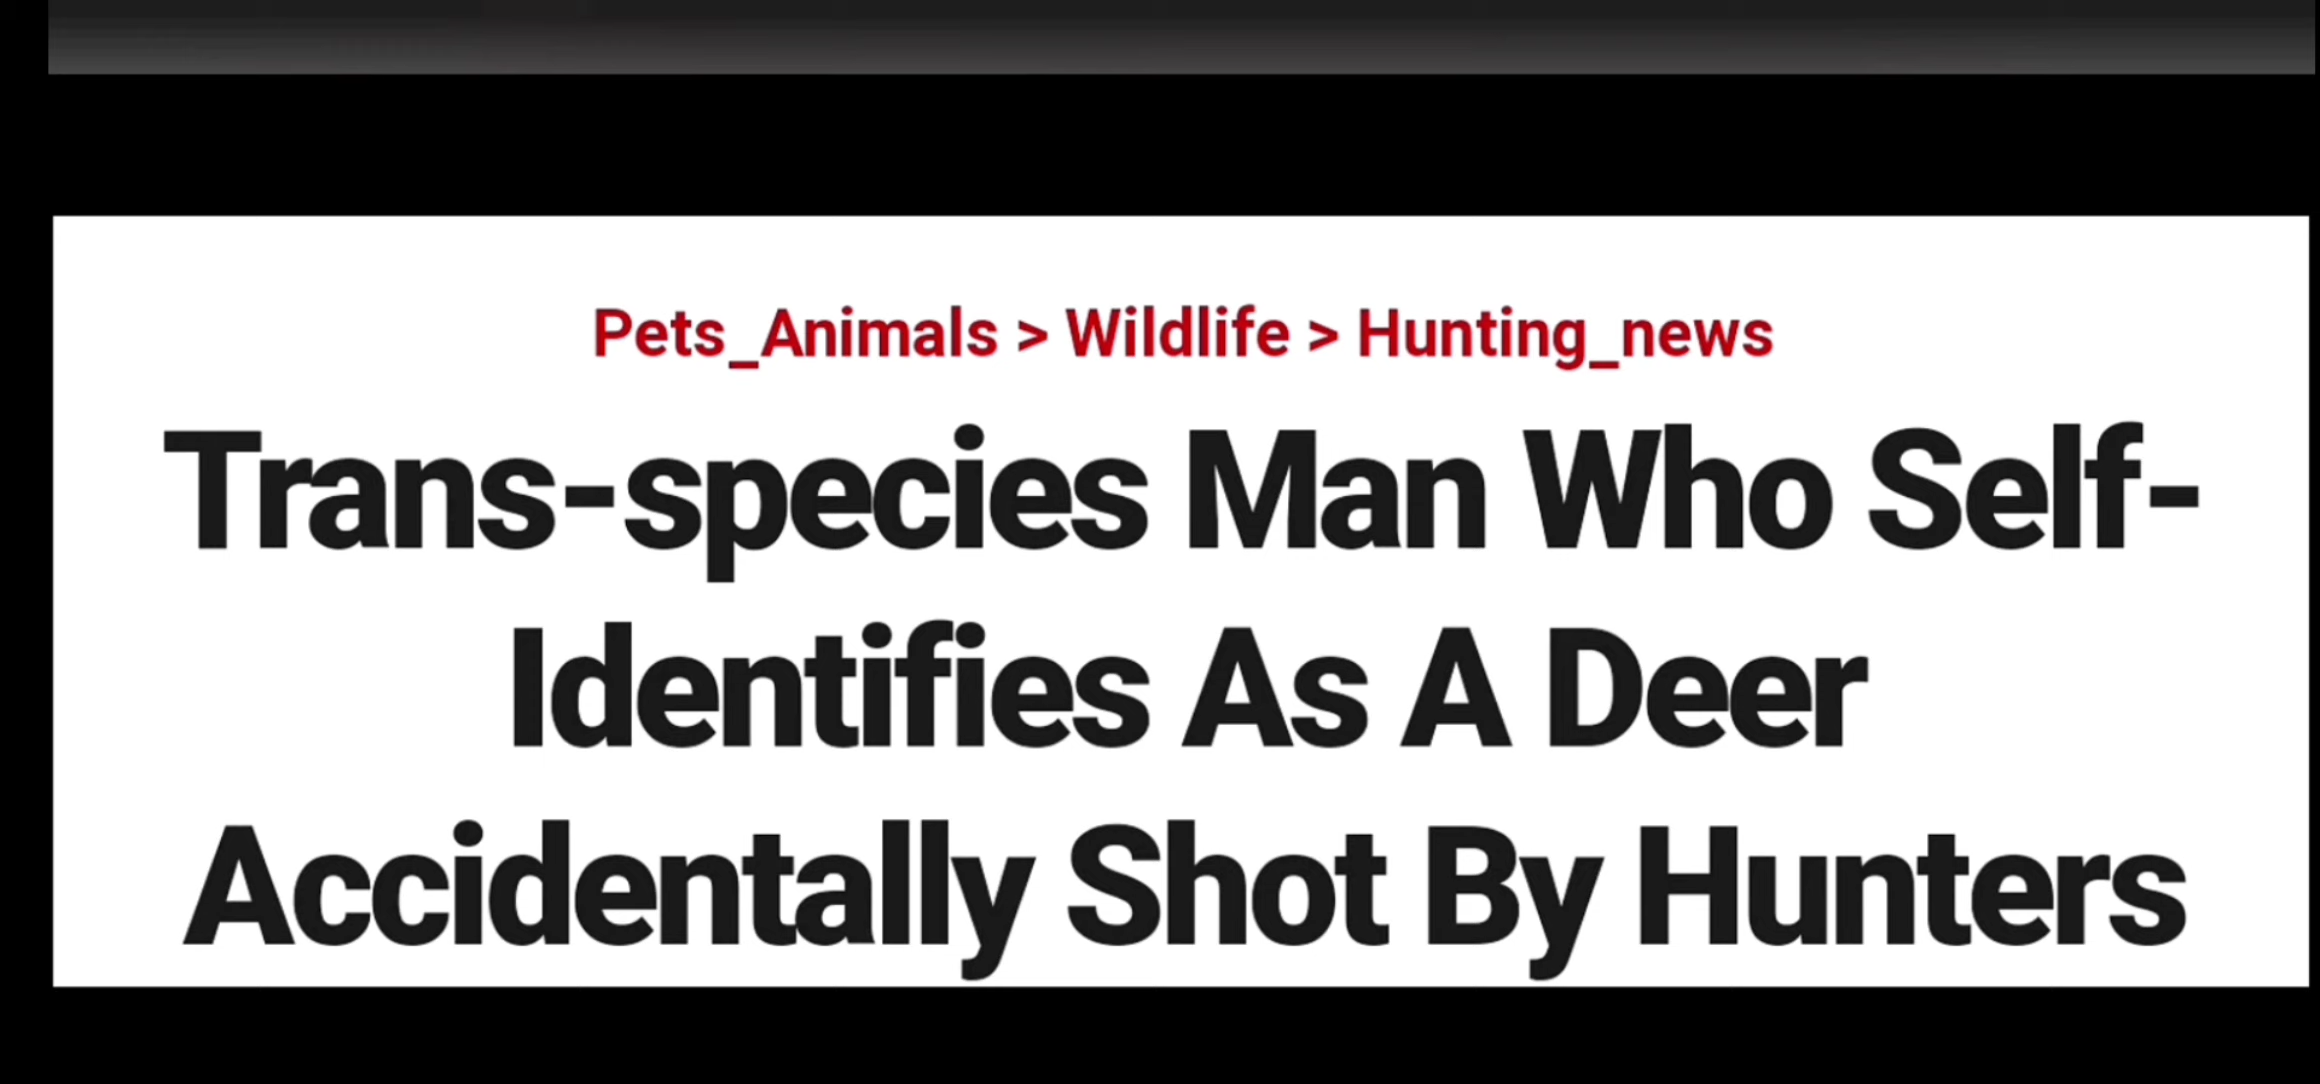 Pets_Animals > Wildlife > Hunting_news
Trans-species Man Who Self-
Identifies As A Deer
Accidentally Shot By Hunters